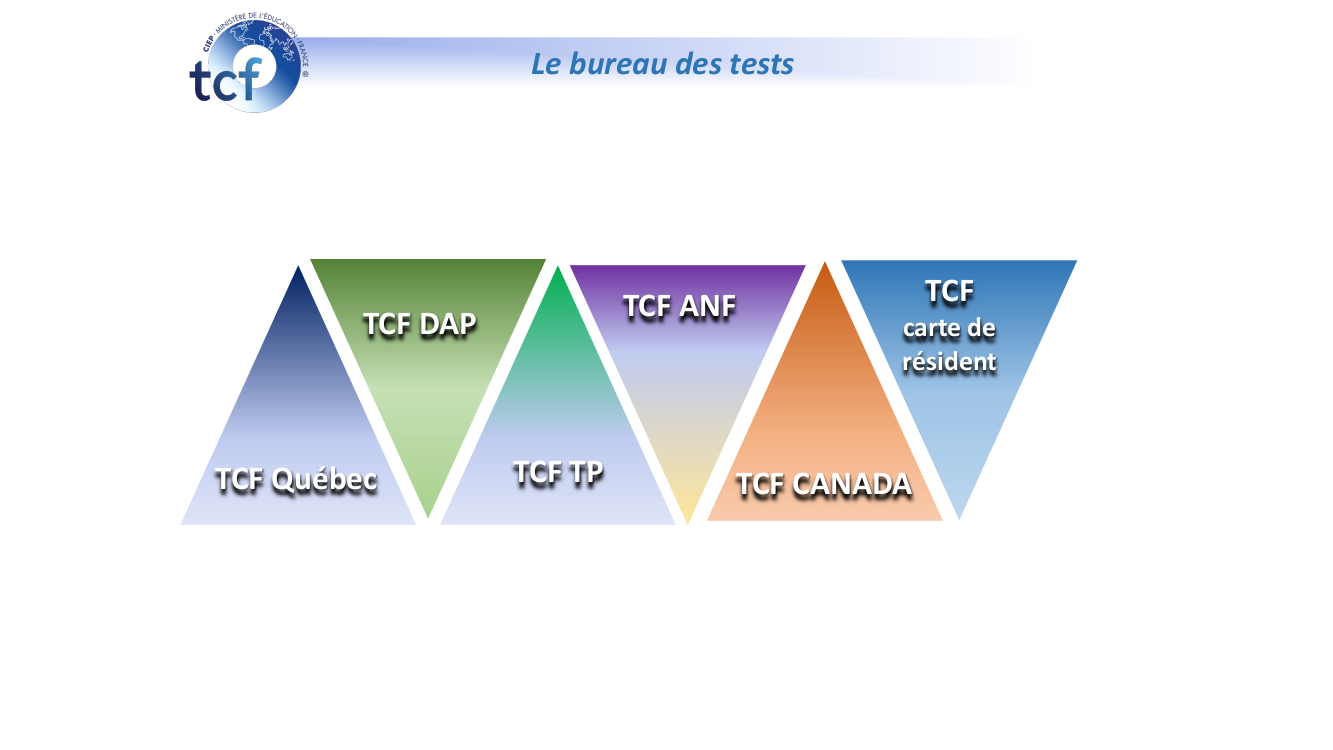 CIEP - MINISTÈRE DE L'ÉDUCATION - FRANCE ®
tcf
Le bureau des tests
TCF Québec
TCF DAP
TCF TP
TCF ANF
TCF CANADA
TCF
carte de
résident